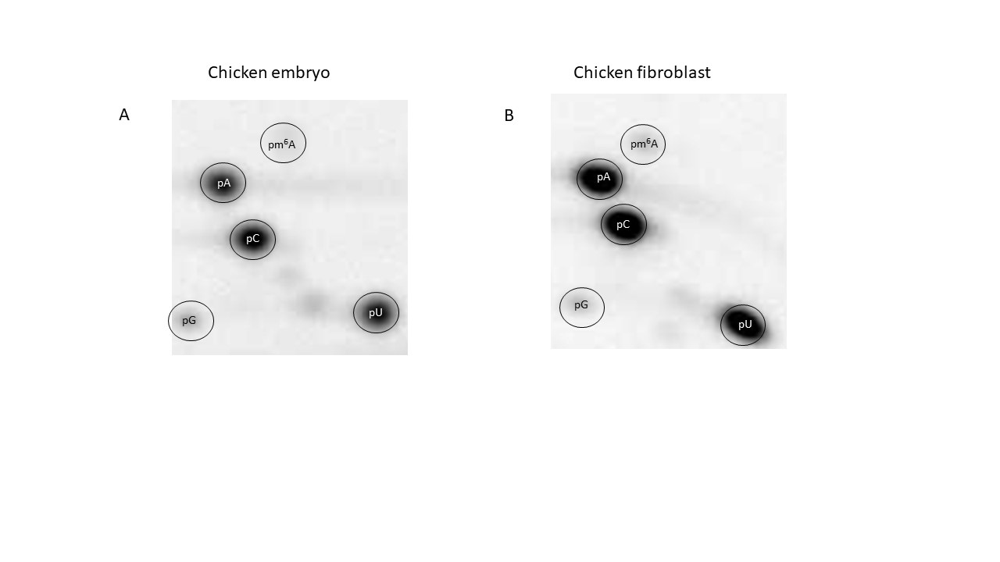 Chicken embryo
Chicken fibroblast
A
B
pm⁶A
pA
pC
pG
pU
pm⁶A
pA
pC
pG
pU